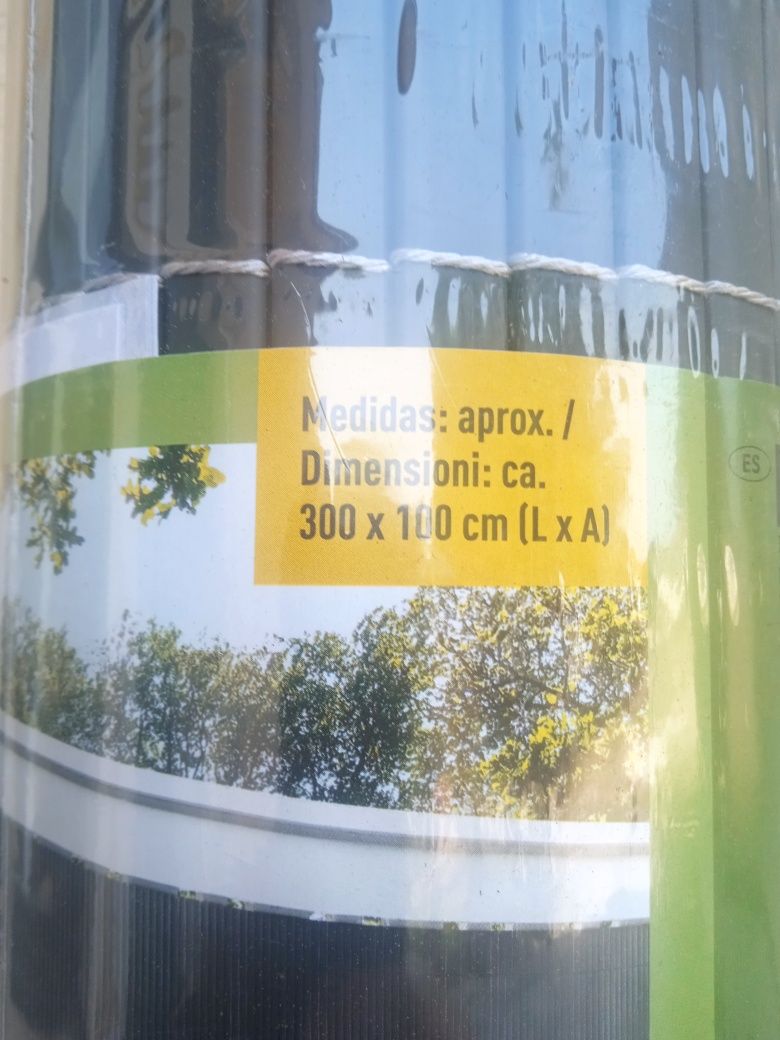 Medidas: aprox. /
Dimensioni: ca.
300 x 100 cm (L x A)
ES